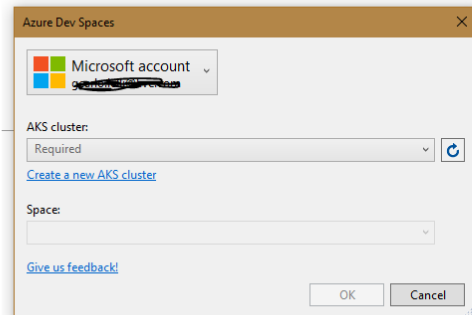 Azure Dev Spaces
Microsoft account
AKS cluster:
Required
Create a new AKS cluster
Space:
Give us feedback!
OK
Cancel